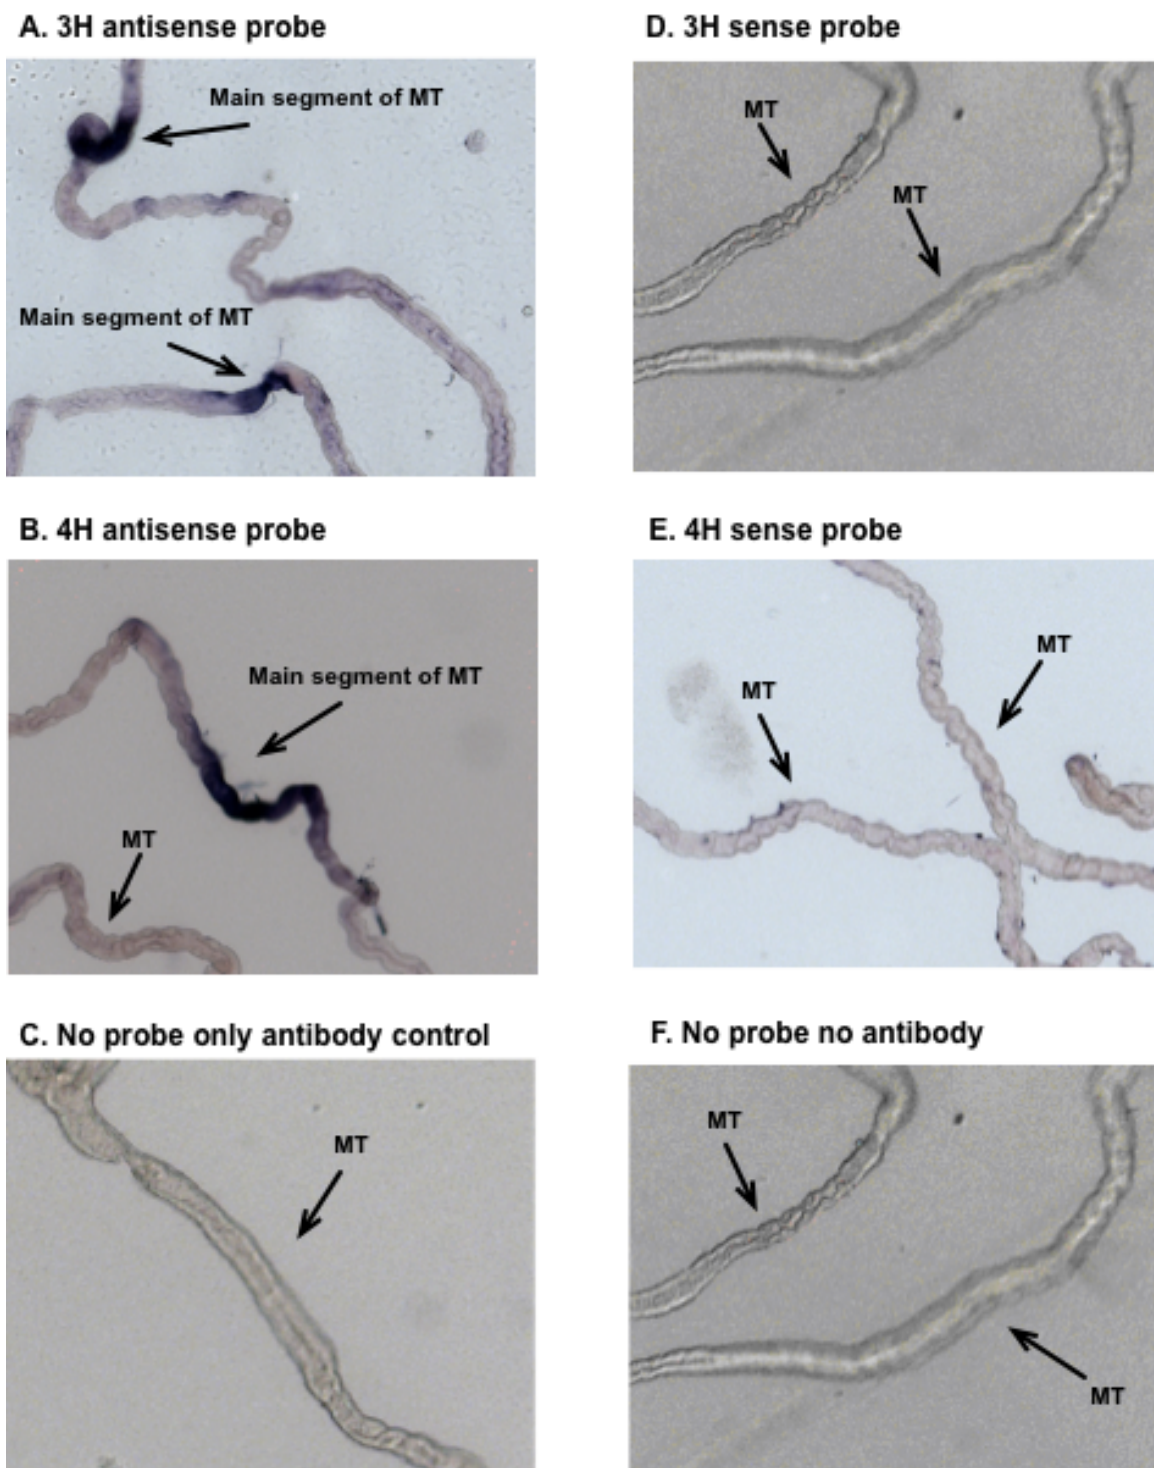 A. 3H antisense probe
Main segment of MT
Main segment of MT
B. 4H antisense probe
Main segment of MT
MT
C. No probe only antibody control
MT
D. 3H sense probe
MT
MT
E. 4H sense probe
MT
MT
F. No probe no antibody
MT
MT